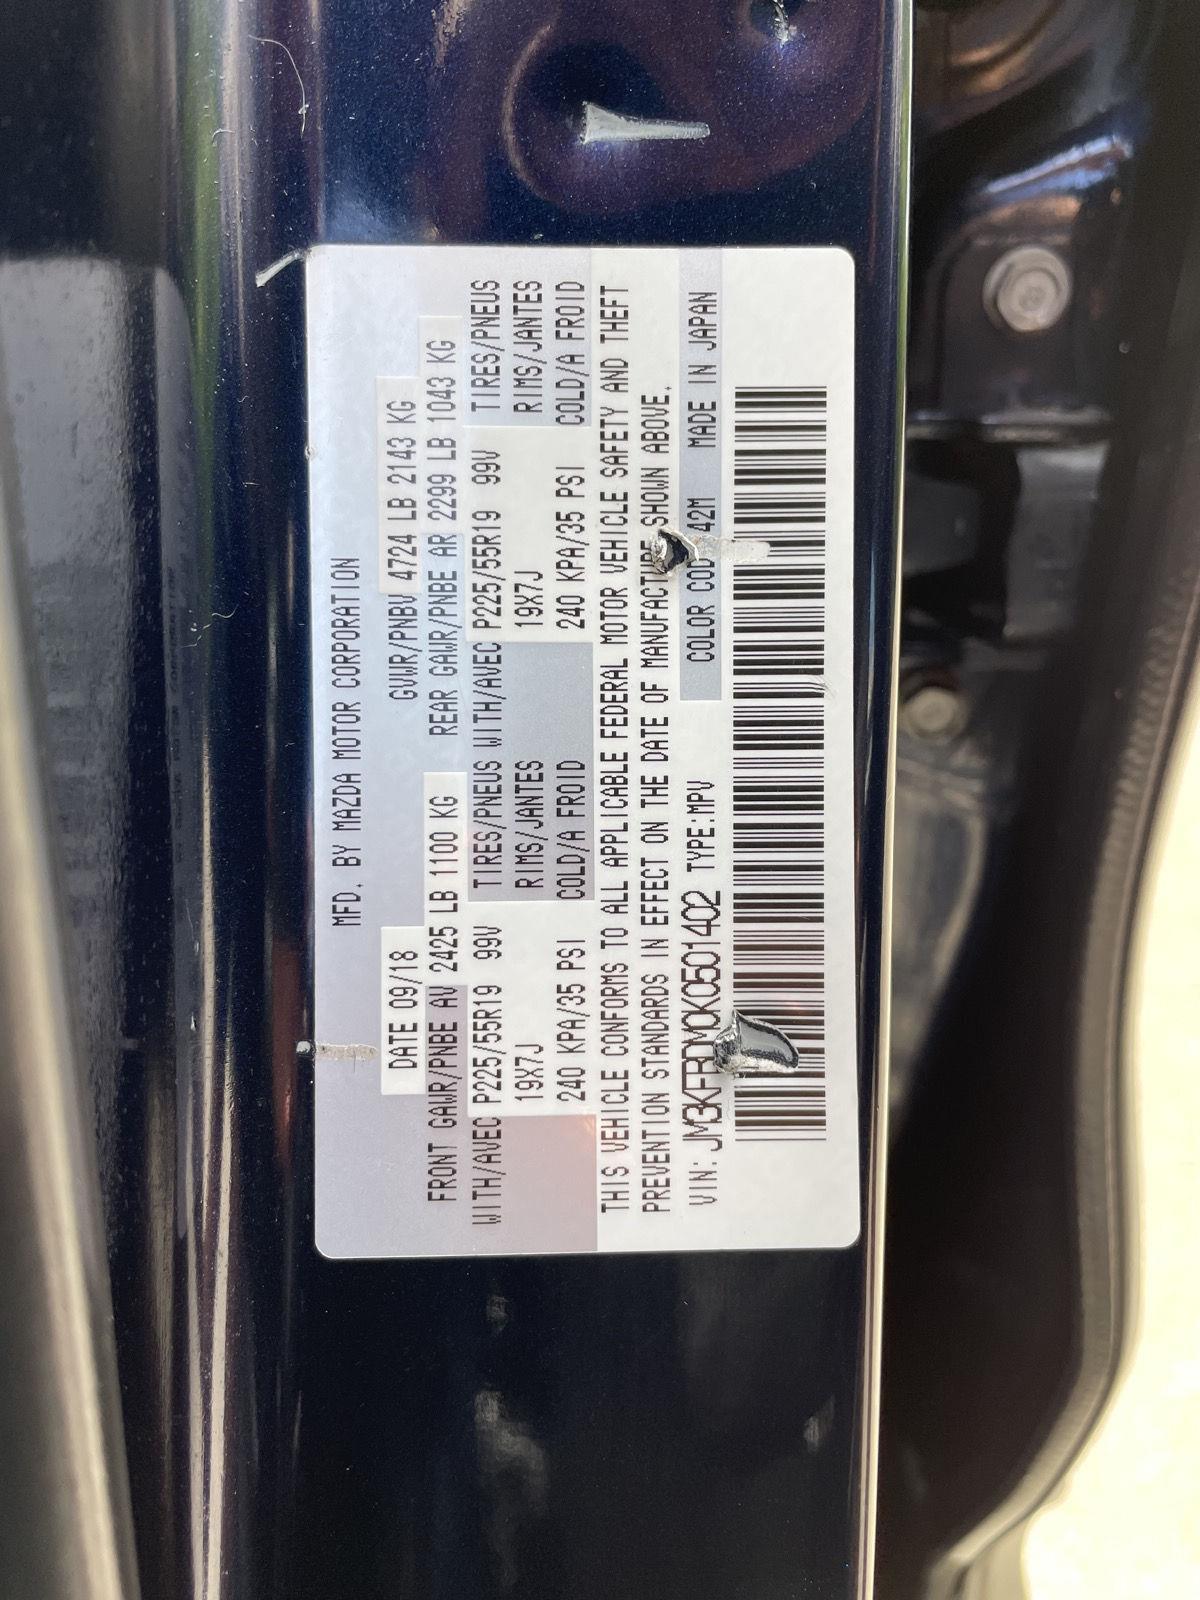 MFD. BY MAZDA MOTOR CORPORATION
DATE 09/18 GVWR/PNBV 4724 LB 2143 KG
FRONT GAWR/PNBE AV 2425 LB 1100 KG REAR GAWR/PNBE AR 2299 LB 1043 KG
WITH/AVEC P225/55R19 99V TIRES/PNEUS WITH/AVEC P225/55R19 99V TIRES/PNEUS
19X7J RIMS/JANTES 19X7J RIMS/JANTES
240 KPA/35 PSI COLD/A FROID 240 KPA/35 PSI COLD/A FROID
THIS VEHICLE CONFORMS TO ALL APPLICABLE FEDERAL MOTOR VEHICLE SAFETY AND THEFT
PREVENTION STANDARDS IN EFFECT ON THE DATE OF MANUFACTURE SHOWN ABOVE.
VIN: JM3KFBDM0K0501402 TYPE:MPV COLOR COD 42M MADE IN JAPAN